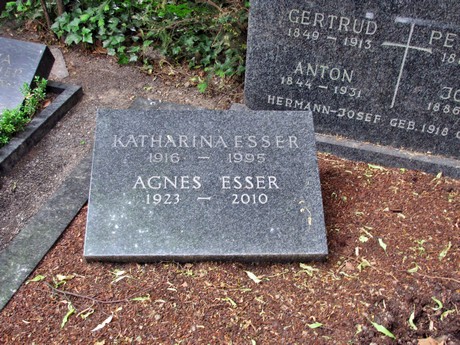 GERTRUD
1849 - 1913
ANTON
1844 - 1931
HERMANN-JOSEF GEB. 1918
KATHARINA ESSER
1916 - 1995
AGNES ESSER
1923 - 2010